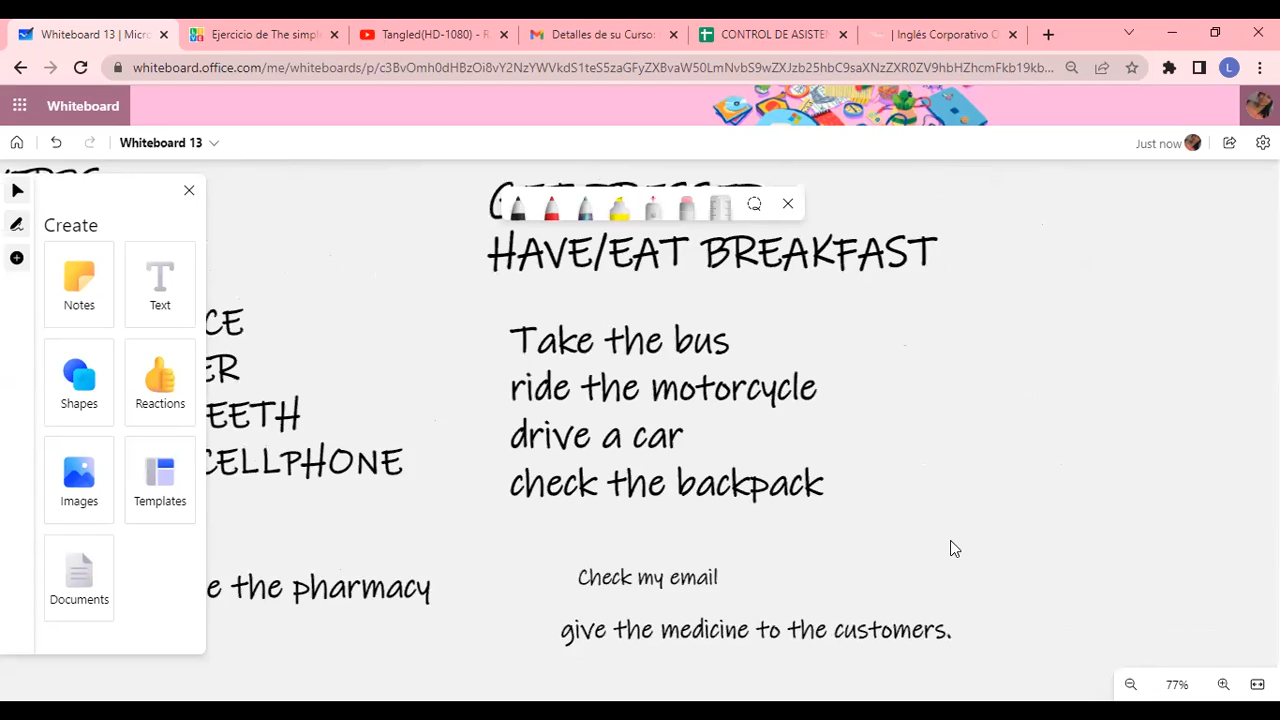 Whiteboard 13 | Micro
Ejercicio de The simple
Tangled(HD-1080) - R
Detalles de su Curso:
CONTROL DE ASISTEN
| Inglés Corporativo O
whiteboard.office.com/me/whiteboards/p/
Whiteboard
Whiteboard 13
Just now
HAVE/EAT BREAKFAST
Create
Notes
Text
CE
Take the bus
ER
ride the motorcycle
Shapes
Reactions
EETH
drive a car
CELLPHONE
check the backpack
Images
Templates
Check my email
e the pharmacy
Documents
give the medicine to the customers.
77%